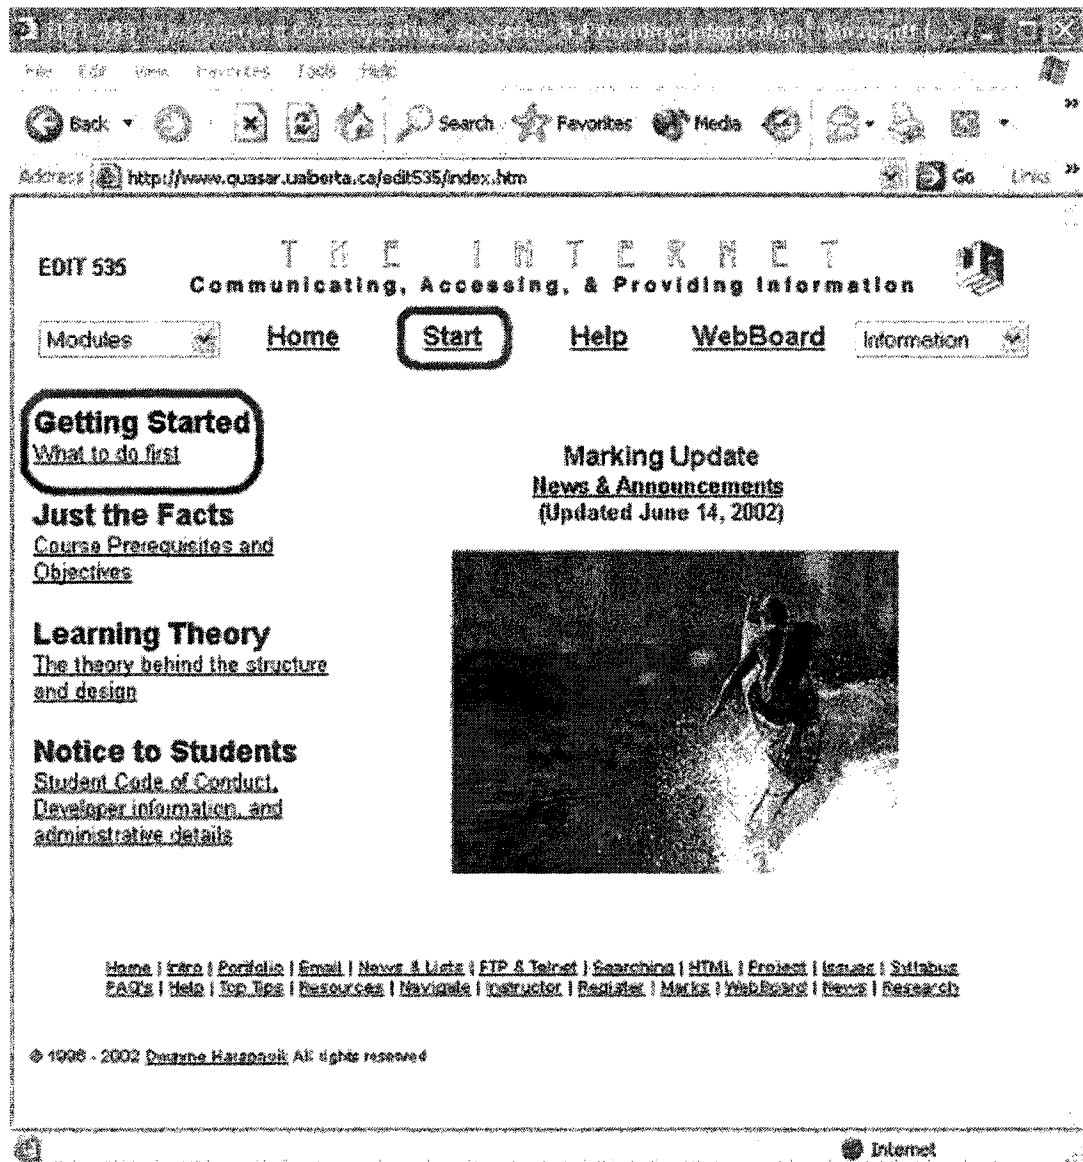 File Edit View Favorites Tools Help
Back Search Favorites Media
Address http://www.quasar.ualberta.ca/edit535/index.htm Go Links »
EDIT 535
THE INTERNET
Communicating, Accessing, & Providing Information
Modules Home Start Help WebBoard Information
Getting Started
What to do first
Marking Update
News & Announcements
(Updated June 14, 2002)
Just the Facts
Course Prerequisites and
Objectives
Learning Theory
The theory behind the structure
and design
Notice to Students
Student Code of Conduct,
Developer information, and
administrative details
Home | Intro | Portfolio | Email | News & Lists | FTP & Telnet | Searching | HTML | Project | Issues | Syllabus
FAQ's | Help | Top Tips | Resources | Navigate | Instructor | Register | Marks | WebBoard | News | Research
© 1998 - 2002 Dwayne Harapnuik All rights reserved
Internet